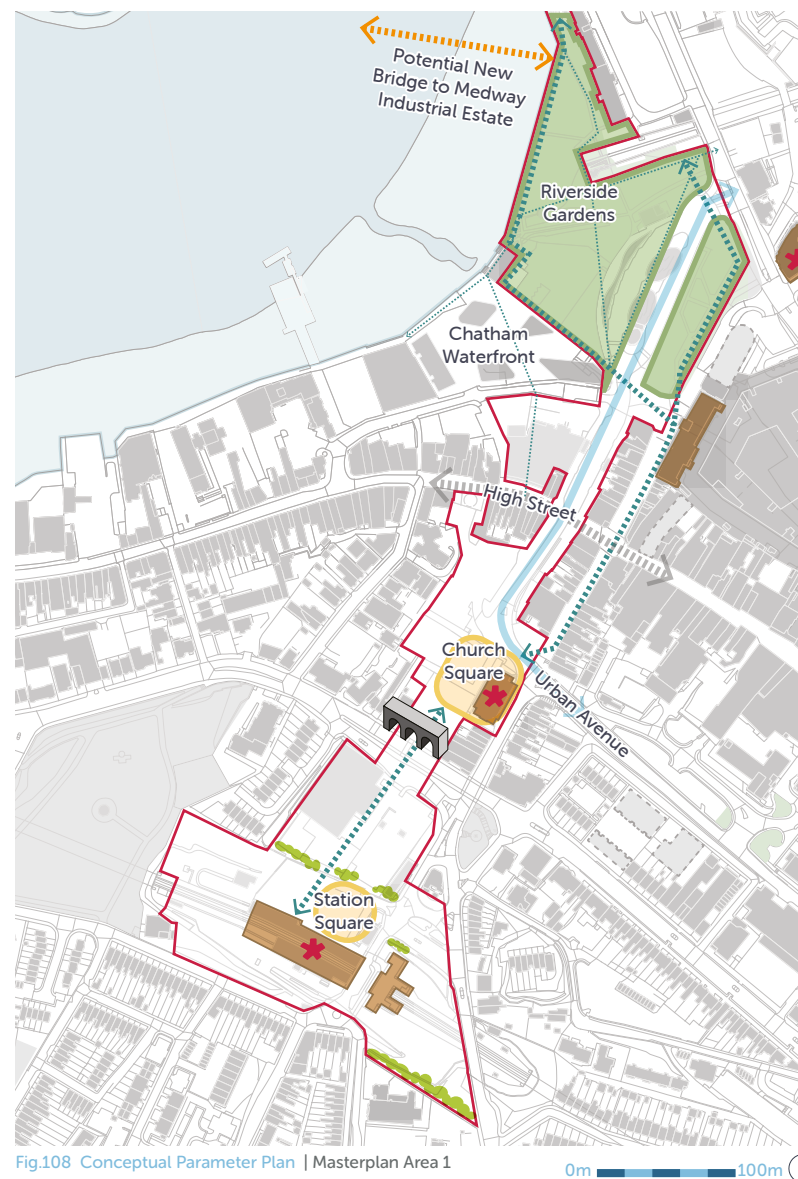 Potential New
Bridge to Medway
Industrial Estate
Riverside
Gardens
Chatham
Waterfront
High Street
Church
Square
Urban Avenue
Station
Square
Fig.108 Conceptual Parameter Plan | Masterplan Area 1
0m 100m